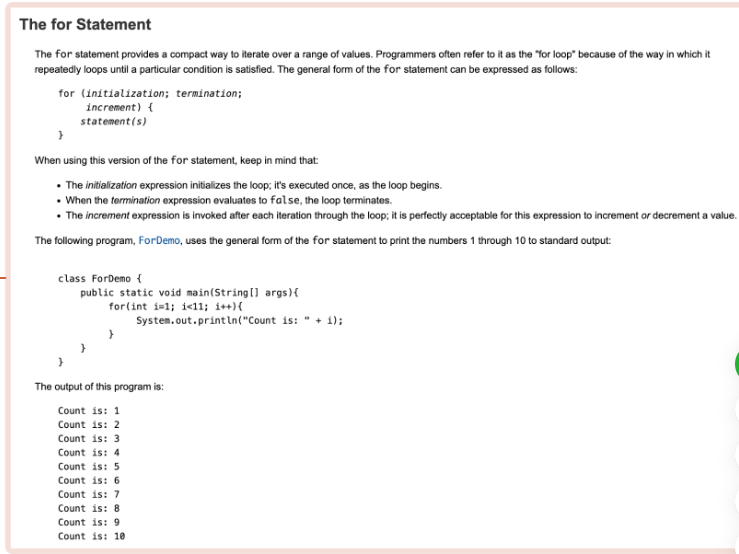 The for Statement
The for statement provides a compact way to iterate over a range of values. Programmers often refer to it as the "for loop" because of the way in which it
repeatedly loops until a particular condition is satisfied. The general form of the for statement can be expressed as follows:
for (initialization; termination;
increment) {
statement(s)
}
When using this version of the for statement, keep in mind that:
• The initialization expression initializes the loop; it's executed once, as the loop begins.
• When the termination expression evaluates to false, the loop terminates.
• The increment expression is invoked after each iteration through the loop; it is perfectly acceptable for this expression to increment or decrement a value.
The following program, ForDemo, uses the general form of the for statement to print the numbers 1 through 10 to standard output:
class ForDemo {
public static void main(String[] args){
for(int i=1; i<11; i++){
System.out.println("Count is: " + i);
}
}
}
The output of this program is:
Count is: 1
Count is: 2
Count is: 3
Count is: 4
Count is: 5
Count is: 6
Count is: 7
Count is: 8
Count is: 9
Count is: 10